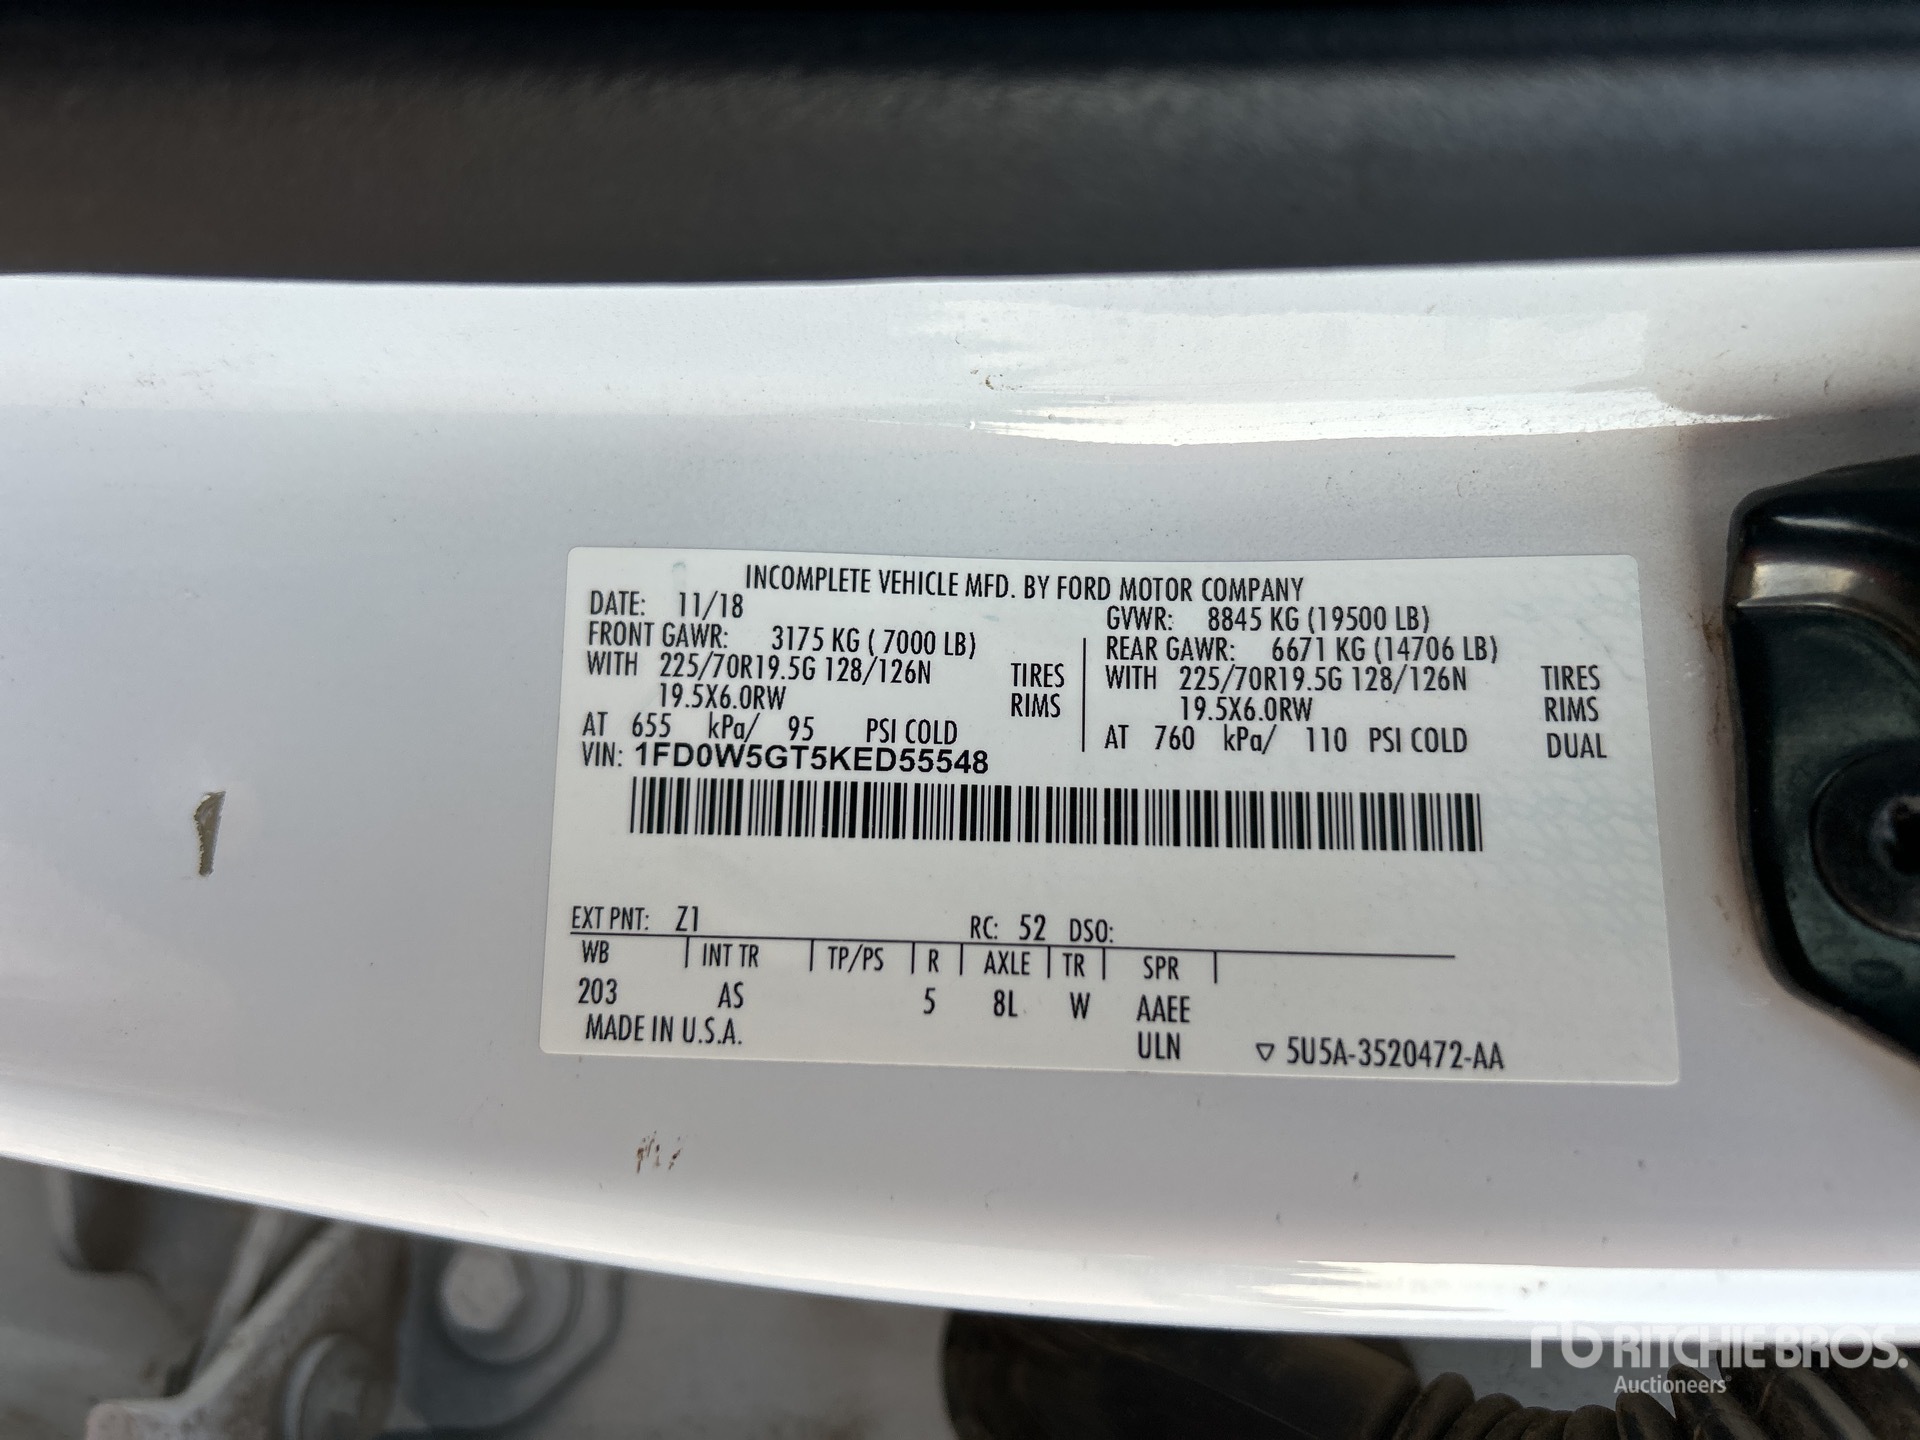 INCOMPLETE VEHICLE MFD. BY FORD MOTOR COMPANY
DATE: 11/18 GVWR: 8845 KG (19500 LB)
FRONT GAWR: 3175 KG ( 7000 LB) REAR GAWR: 6671 KG (14706 LB)
WITH 225/70R19.5G 128/126N TIRES WITH 225/70R19.5G 128/126N TIRES
19.5X6.0RW RIMS 19.5X6.0RW RIMS
AT 655 kPa/ 95 PSI COLD AT 760 kPa/ 110 PSI COLD DUAL
VIN: 1FD0W5GT5KED55548
EXT PNT: Z1 RC: 52 DSO:
WB INT TR TP/PS R AXLE TR SPR
203 AS 5 8L W AAEE
MADE IN U.S.A. ULN ▽ 5U5A-3520472-AA
rb RITCHIE BROS.
Auctioneers